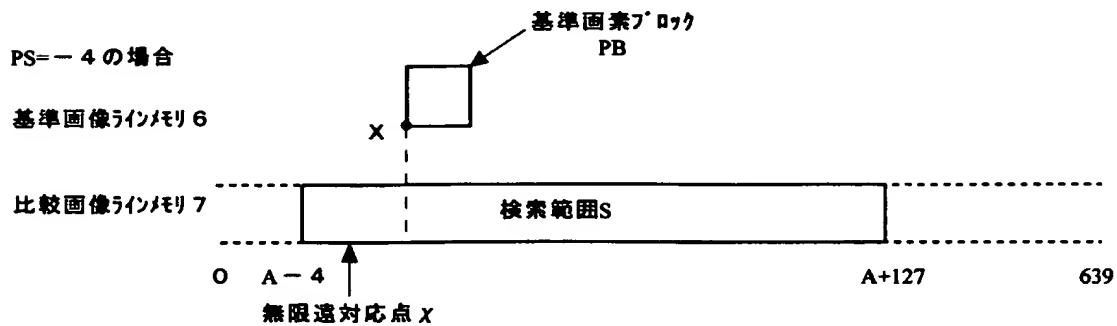 基準画素ﾌﾞﾛｯｸ
PB
PS=－4の場合
基準画像ﾗｲﾝﾒﾓﾘ6
X
比較画像ﾗｲﾝﾒﾓﾘ7
検索範囲S
0 A－4 A+127 639
無限遠対応点χ